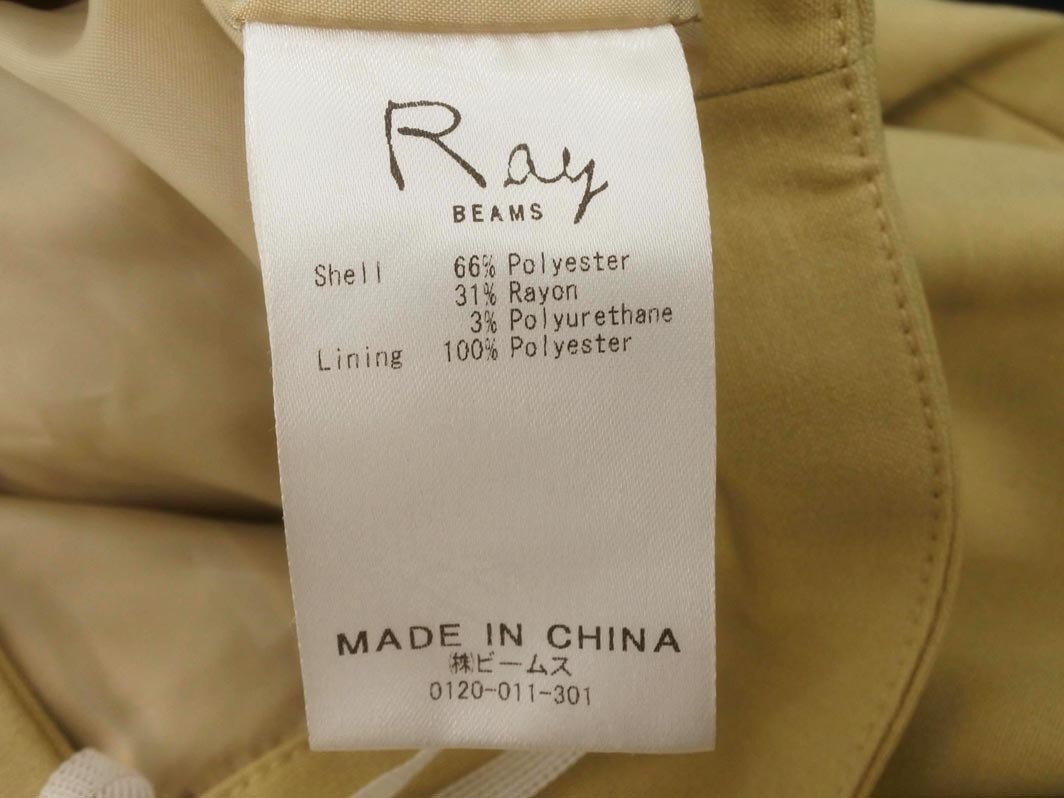 Ray
BEAMS
Shell 66% Polyester
31% Rayon
3% Polyurethane
Lining 100% Polyester
MADE IN CHINA
㈱ビームス
0120-011-301